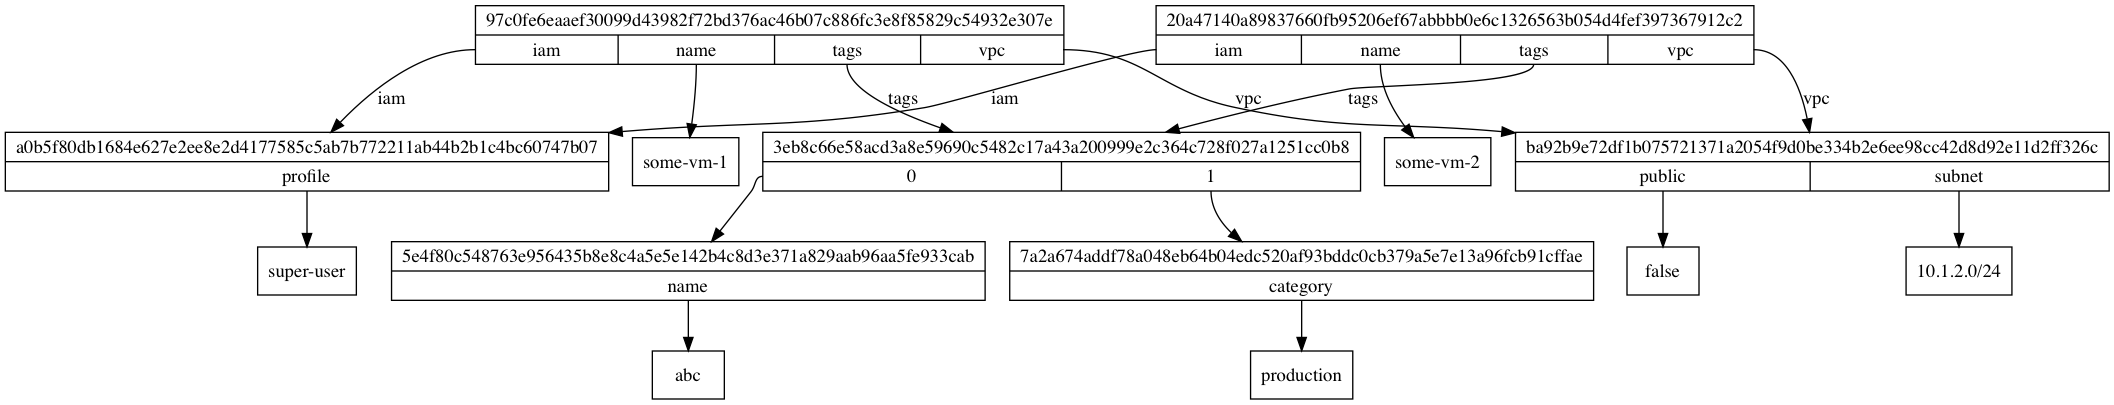 97c0fe6eaaef30099d43982f72bd376ac46b07c886fc3e8f85829c54932e307e
iam name tags vpc
20a47140a89837660fb95206ef67abbbb0e6c1326563b054d4fef397367912c2
iam name tags vpc
iam
tags
iam
vpc
tags
vpc
a0b5f80db1684e627e2ee8e2d4177585c5ab7b772211ab44b2b1c4bc60747b07
profile
some-vm-1
3eb8c66e58acd3a8e59690c5482c17a43a200999e2c364c728f027a1251cc0b8
0 1
some-vm-2
ba92b9e72df1b075721371a2054f9d0be334b2e6ee98cc42d8d92e11d2ff326c
public subnet
super-user
5e4f80c548763e956435b8e8c4a5e5e142b4c8d3e371a829aab96aa5fe933cab
name
7a2a674addf78a048eb64b04edc520af93bddc0cb379a5e7e13a96fcb91cffae
category
false
10.1.2.0/24
abc
production